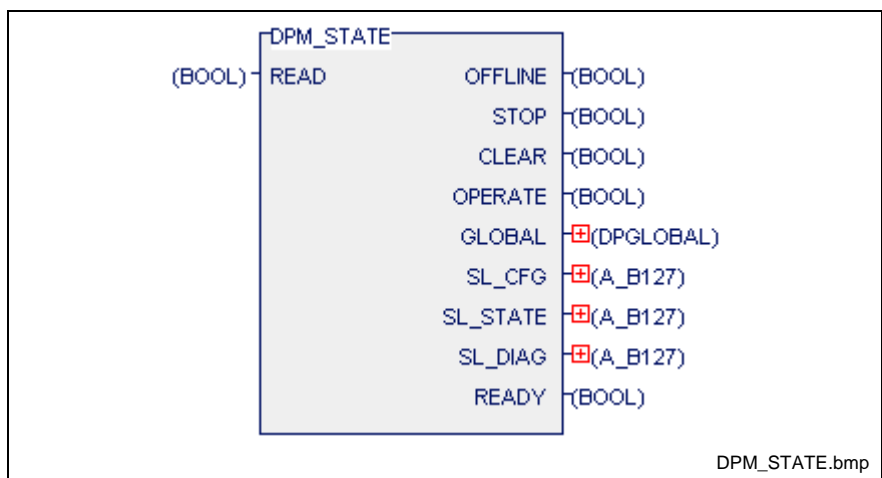 DPM_STATE
(BOOL) READ OFFLINE (BOOL)
STOP (BOOL)
CLEAR (BOOL)
OPERATE (BOOL)
GLOBAL (DPGLOBAL)
SL_CFG (A_B127)
SL_STATE (A_B127)
SL_DIAG (A_B127)
READY (BOOL)
DPM_STATE.bmp